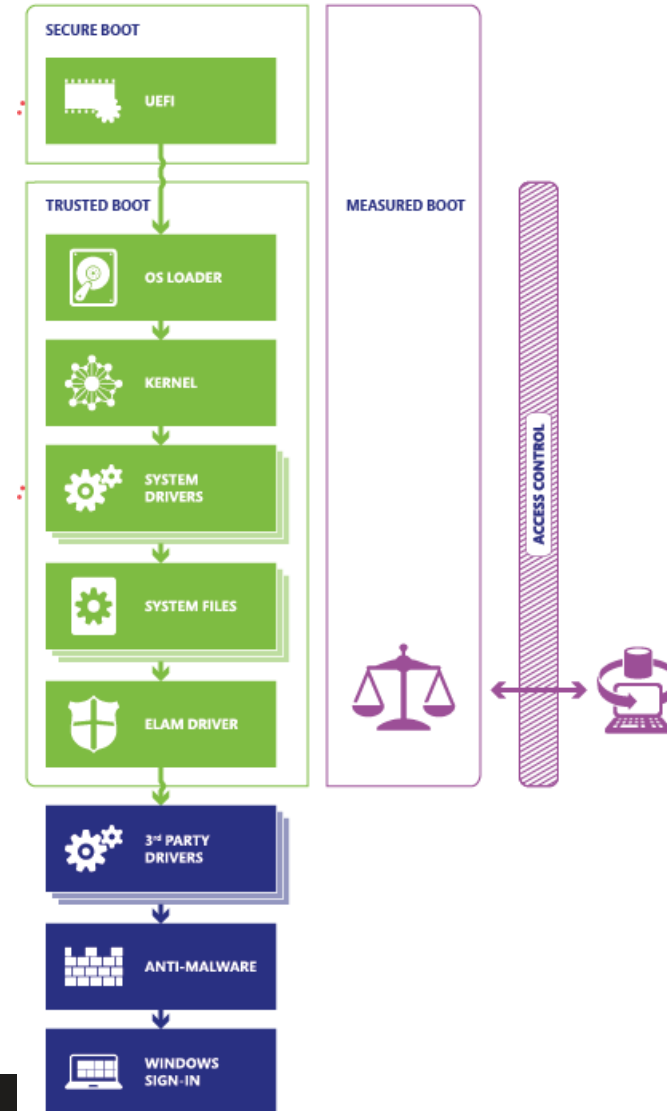 SECURE BOOT
UEFI
TRUSTED BOOT
MEASURED BOOT
OS LOADER
KERNEL
SYSTEM
DRIVERS
ACCESS CONTROL
SYSTEM FILES
ELAM DRIVER
3rd PARTY
DRIVERS
ANTI-MALWARE
WINDOWS
SIGN-IN